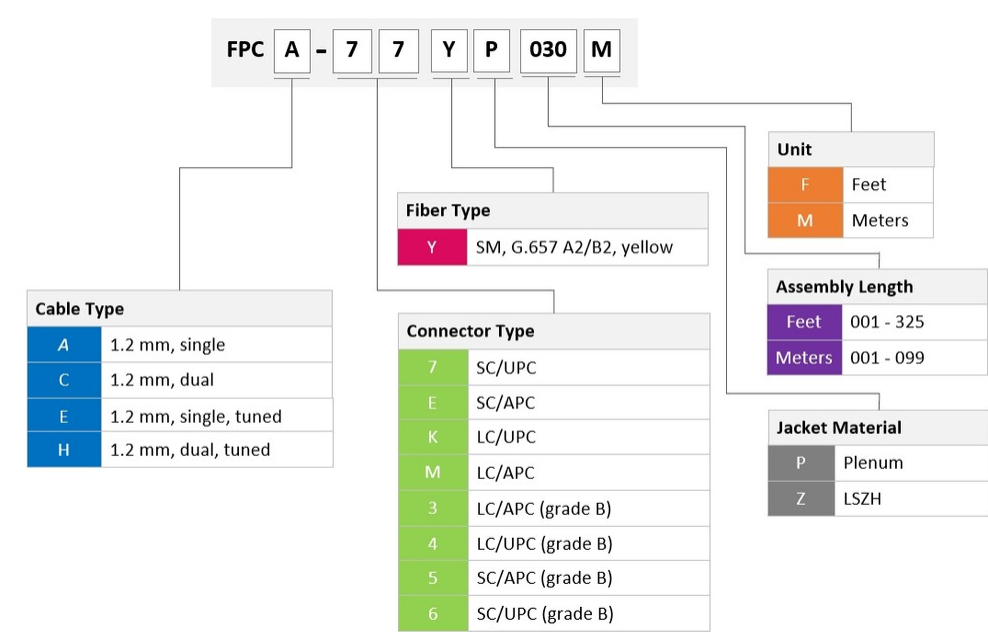 FPC A - 7 7 Y P 030 M
Unit
F Feet
M Meters
Fiber Type
Y SM, G.657 A2/B2, yellow
Assembly Length
Feet 001 - 325
Meters 001 - 099
Cable Type
A 1.2 mm, single
C 1.2 mm, dual
E 1.2 mm, single, tuned
H 1.2 mm, dual, tuned
Connector Type
7 SC/UPC
E SC/APC
K LC/UPC
M LC/APC
3 LC/APC (grade B)
4 LC/UPC (grade B)
5 SC/APC (grade B)
6 SC/UPC (grade B)
Jacket Material
P Plenum
Z LSZH